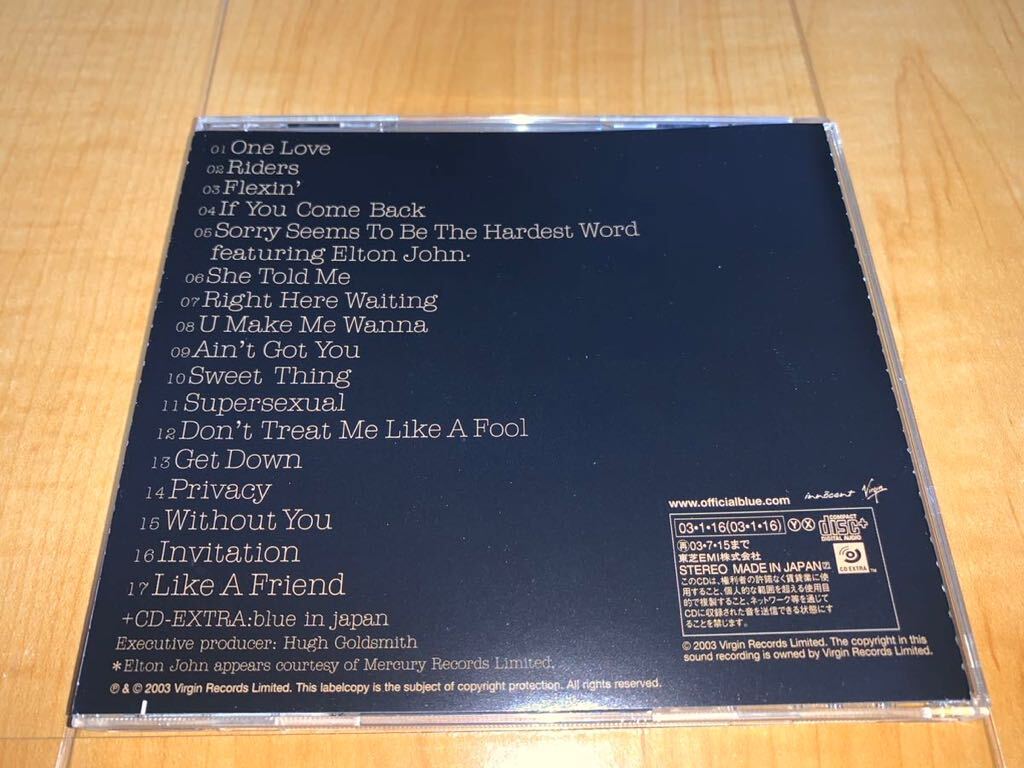 01 One Love
02 Riders
03 Flexin'
04 If You Come Back
05 Sorry Seems To Be The Hardest Word
featuring Elton John*
06 She Told Me
07 Right Here Waiting
08 U Make Me Wanna
09 Ain't Got You
10 Sweet Thing
11 Supersexual
12 Don't Treat Me Like A Fool
13 Get Down
14 Privacy
15 Without You
16 Invitation
17 Like A Friend
+CD-EXTRA:blue in japan
Executive producer: Hugh Goldsmith
*Elton John appears courtesy of Mercury Records Limited.
℗ & © 2003 Virgin Records Limited. This labelcopy is the subject of copyright protection. All rights reserved.
www.officialblue.com innocent Virgin
03・1・16(03・1・16) Ⓨ Ⓧ COMPACT disc+ DIGITAL AUDIO
㊞03・7・15まで
東芝EMI株式会社
STEREO MADE IN JAPAN
CD EXTRA TM
このCDは、権利者の許諾なく賃貸業に使
用すること、個人的な範囲を超える使用目
的で複製すること、ネットワーク等を通じて
CDに収録された音を送信できる状態にす
ることを禁じます。
© 2003 Virgin Records Limited. The copyright in this
sound recording is owned by Virgin Records Limited.